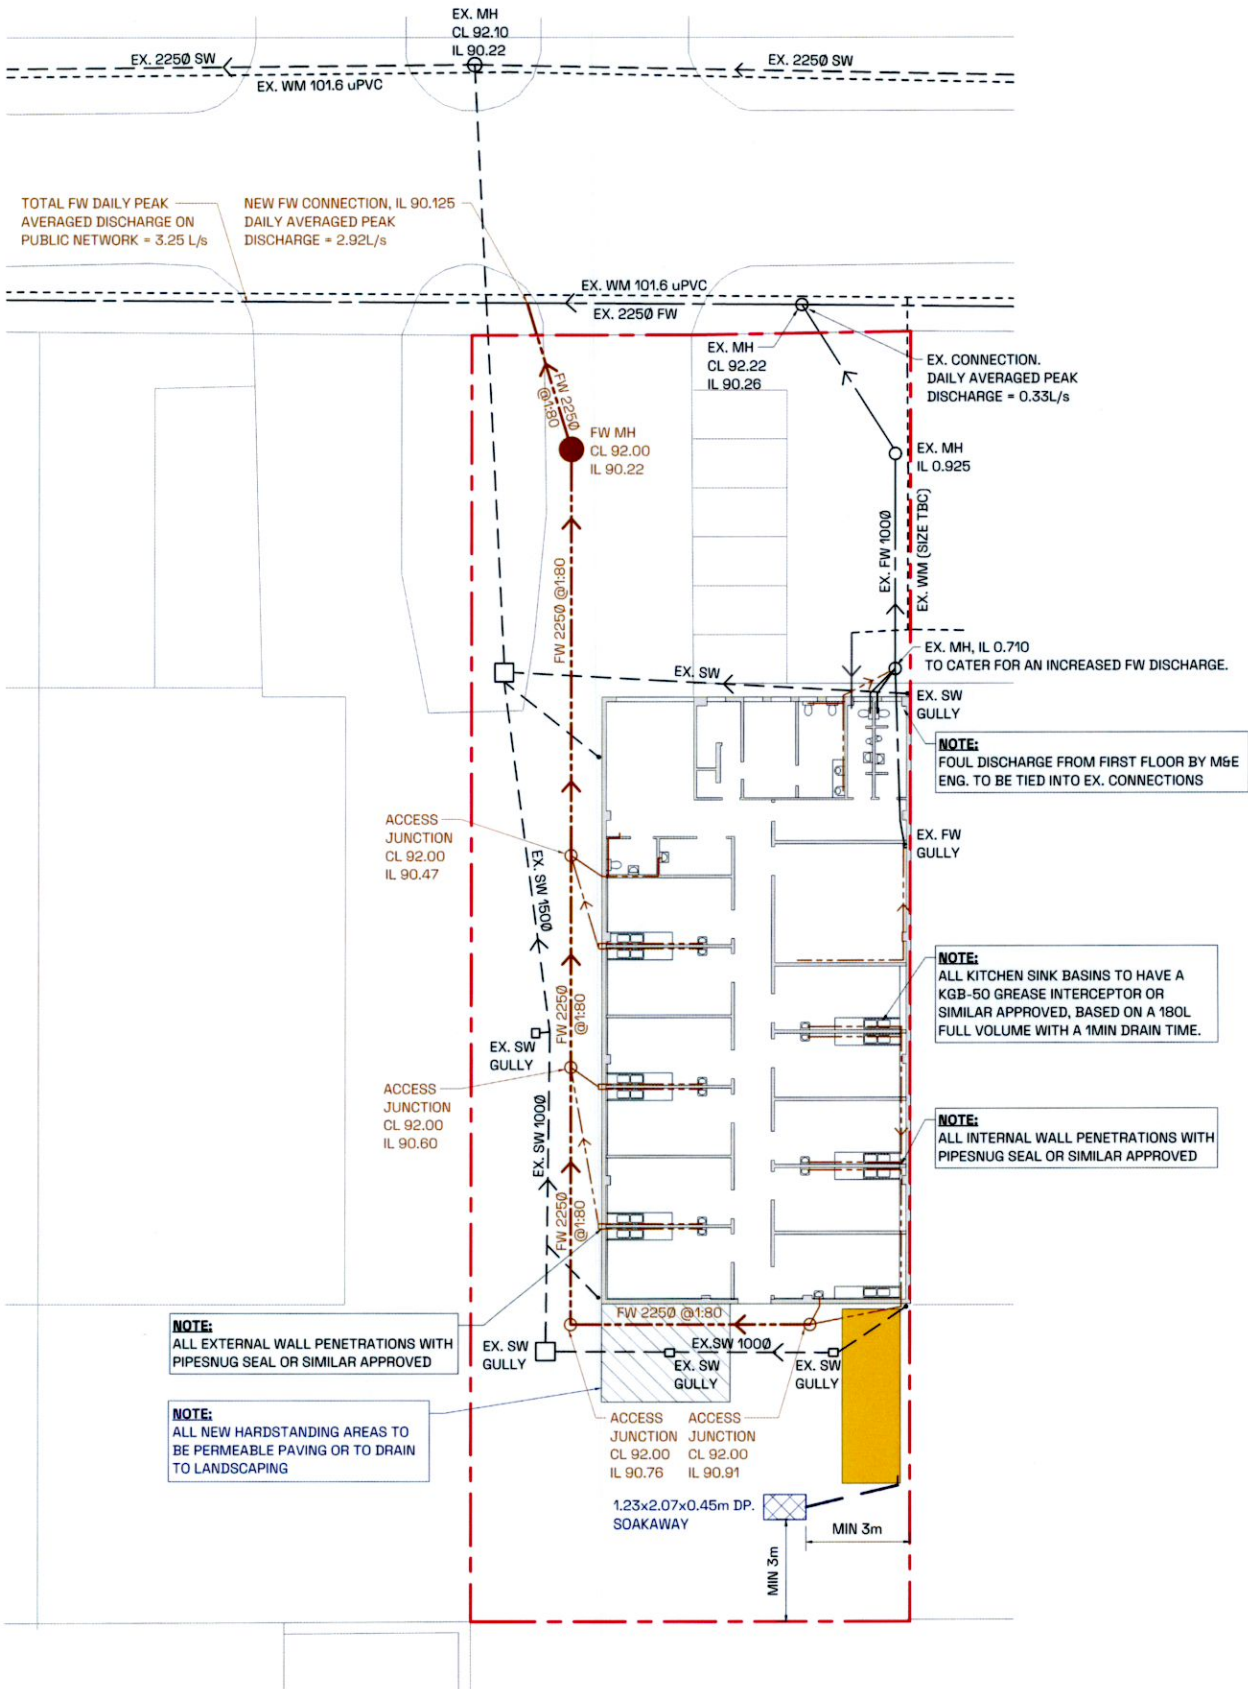 EX. MH
CL 92.10
IL 90.22
EX. 2250 SW
EX. 2250 SW
EX. WM 101.6 uPVC
TOTAL FW DAILY PEAK
AVERAGED DISCHARGE ON
PUBLIC NETWORK = 3.25 L/s
NEW FW CONNECTION, IL 90.125
DAILY AVERAGED PEAK
DISCHARGE = 2.92L/s
EX. WM 101.6 uPVC
EX. 2250 FW
EX. MH
CL 92.22
IL 90.26
EX. CONNECTION.
DAILY AVERAGED PEAK
DISCHARGE = 0.33L/s
FW 2250
@1:80
FW MH
CL 92.00
IL 90.22
EX. MH
IL 0.925
EX. FW 1000
EX. WM (SIZE TBC)
FW 2250 @1:80
EX. MH, IL 0.710
TO CATER FOR AN INCREASED FW DISCHARGE.
EX. SW
EX. SW
GULLY
NOTE:
FOUL DISCHARGE FROM FIRST FLOOR BY M&E
ENG. TO BE TIED INTO EX. CONNECTIONS
ACCESS
JUNCTION
CL 92.00
IL 90.47
EX. FW
GULLY
EX. SW 1500
NOTE:
ALL KITCHEN SINK BASINS TO HAVE A
KGB-50 GREASE INTERCEPTOR OR
SIMILAR APPROVED, BASED ON A 180L
FULL VOLUME WITH A 1MIN DRAIN TIME.
FW 2250
@1:80
EX. SW
GULLY
ACCESS
JUNCTION
CL 92.00
IL 90.60
EX. SW 1000
NOTE:
ALL INTERNAL WALL PENETRATIONS WITH
PIPESNUG SEAL OR SIMILAR APPROVED
FW 2250
@1:80
NOTE:
ALL EXTERNAL WALL PENETRATIONS WITH
PIPESNUG SEAL OR SIMILAR APPROVED
FW 2250 @1:80
EX. SW
GULLY
EX.SW 1000
EX. SW
GULLY
EX. SW
GULLY
NOTE:
ALL NEW HARDSTANDING AREAS TO
BE PERMEABLE PAVING OR TO DRAIN
TO LANDSCAPING
ACCESS
JUNCTION
CL 92.00
IL 90.76
ACCESS
JUNCTION
CL 92.00
IL 90.91
1.23x2.07x0.45m DP.
SOAKAWAY
MIN 3m
MIN 3m